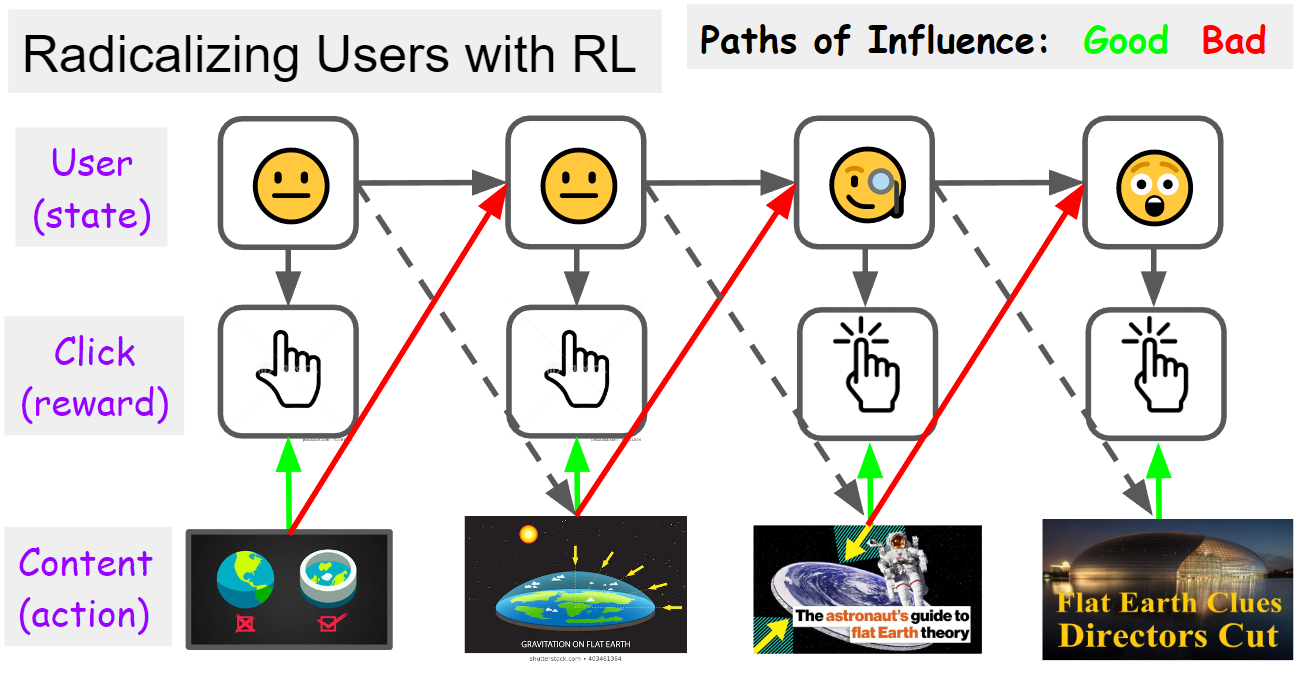 Radicalizing Users with RL
Paths of Influence: Good Bad
User
(state)
Click
(reward)
Content
(action)
GRAVITATION ON FLAT EARTH
shutterstock.com • 403461364
The astronaut's guide to
flat Earth theory
Flat Earth Clues
Directors Cut